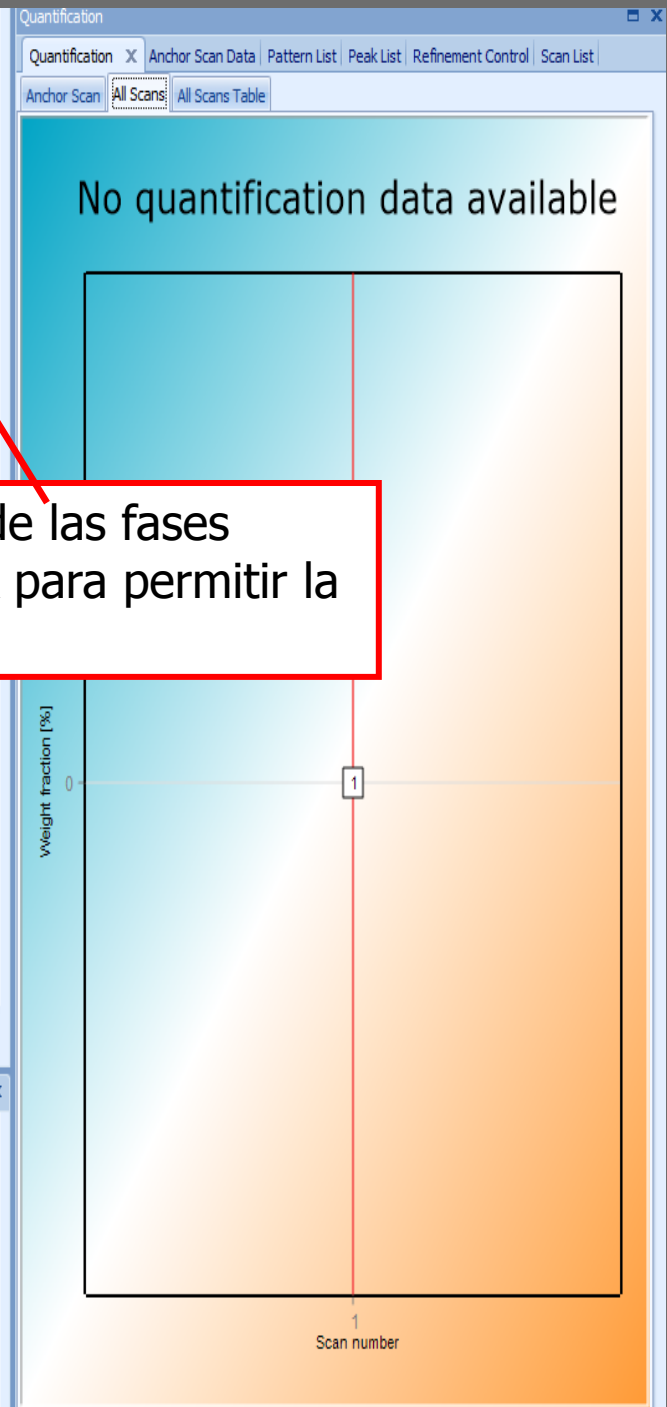 Quantification
Quantification X Anchor Scan Data Pattern List Peak List Refinement Control Scan List
Anchor Scan All Scans All Scans Table
No quantification data available
de las fases
para permitir la
Weight fraction [%]
0
1
1
Scan number